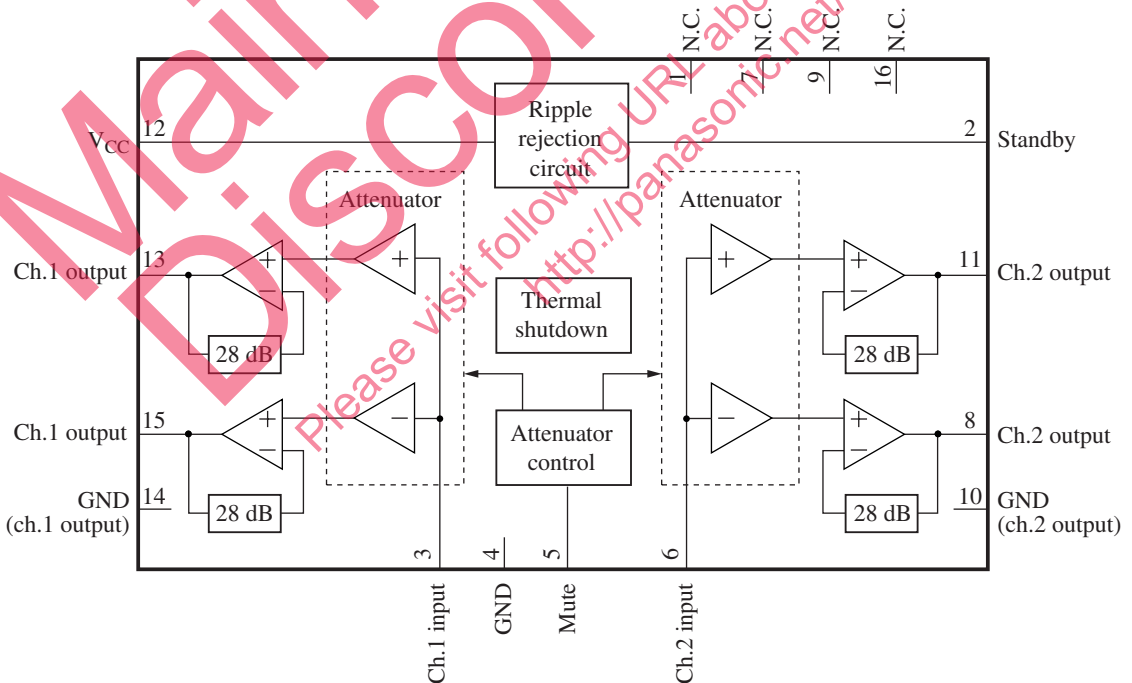 N.C.
N.C.
N.C.
N.C.
1
7
9
16
VCC
12
Ripple
rejection
circuit
2
Standby
Attenuator
Attenuator
Ch.1 output
13
+
−
+
+
+
−
11
Ch.2 output
Thermal
shutdown
28 dB
28 dB
Ch.1 output
15
+
−
−
Attenuator
control
−
+
−
8
Ch.2 output
GND
(ch.1 output)
14
28 dB
28 dB
10
GND
(ch.2 output)
3
4
5
6
Ch.1 input
GND
Mute
Ch.2 input
Please visit following URL abo
http://panasonic.net/